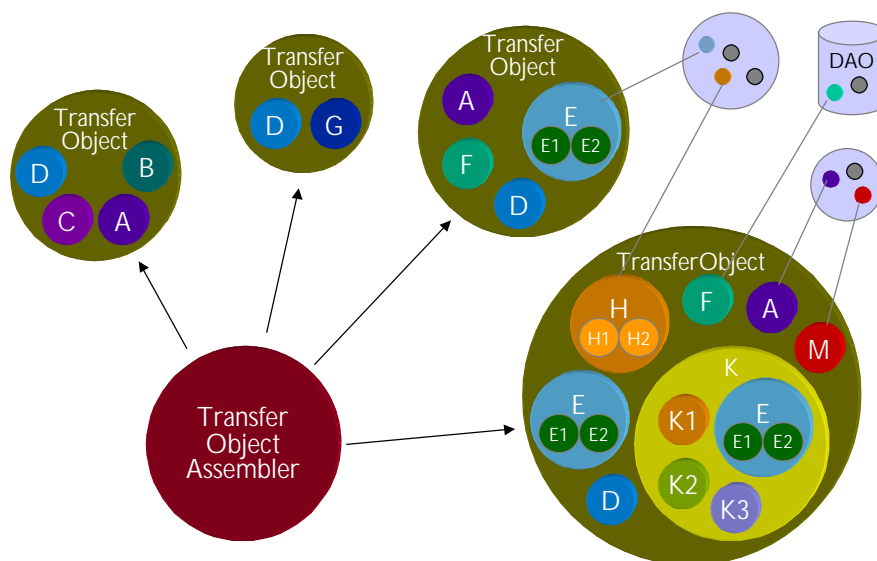 Transfer
Object
D
B
C
A
Transfer
Object
D
G
Transfer
Object
A
E
E1
E2
F
D
DAO
TransferObject
H
H1
H2
F
A
M
E
E1
E2
D
K
K1
E
E1
E2
K2
K3
Transfer
Object
Assembler